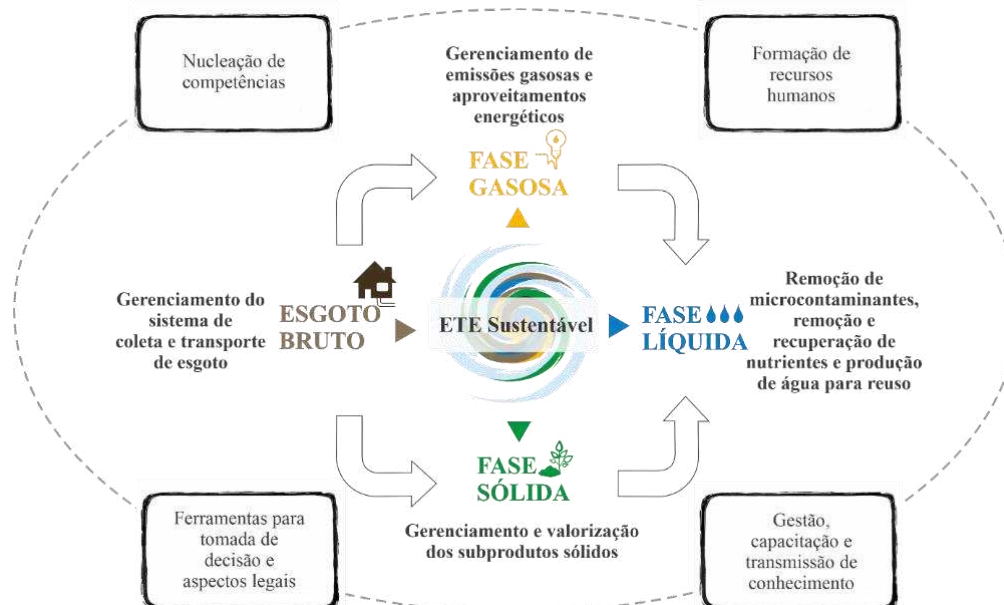 Nucleação de
competências
Gerenciamento de
emissões gasosas e
aproveitamentos
energéticos
Formação de
recursos
humanos
FASE
GASOSA
Gerenciamento do
sistema de
coleta e transporte
de esgoto
ESGOTO
BRUTO
ETE Sustentável
FASE
LÍQUIDA
Remoção de
microcontaminantes,
remoção e
recuperação de
nutrientes e produção
de água para reuso
FASE
SÓLIDA
Gerenciamento e valorização
dos subprodutos sólidos
Ferramentas para
tomada de
decisão e
aspectos legais
Gestão,
capacitação e
transmissão de
conhecimento